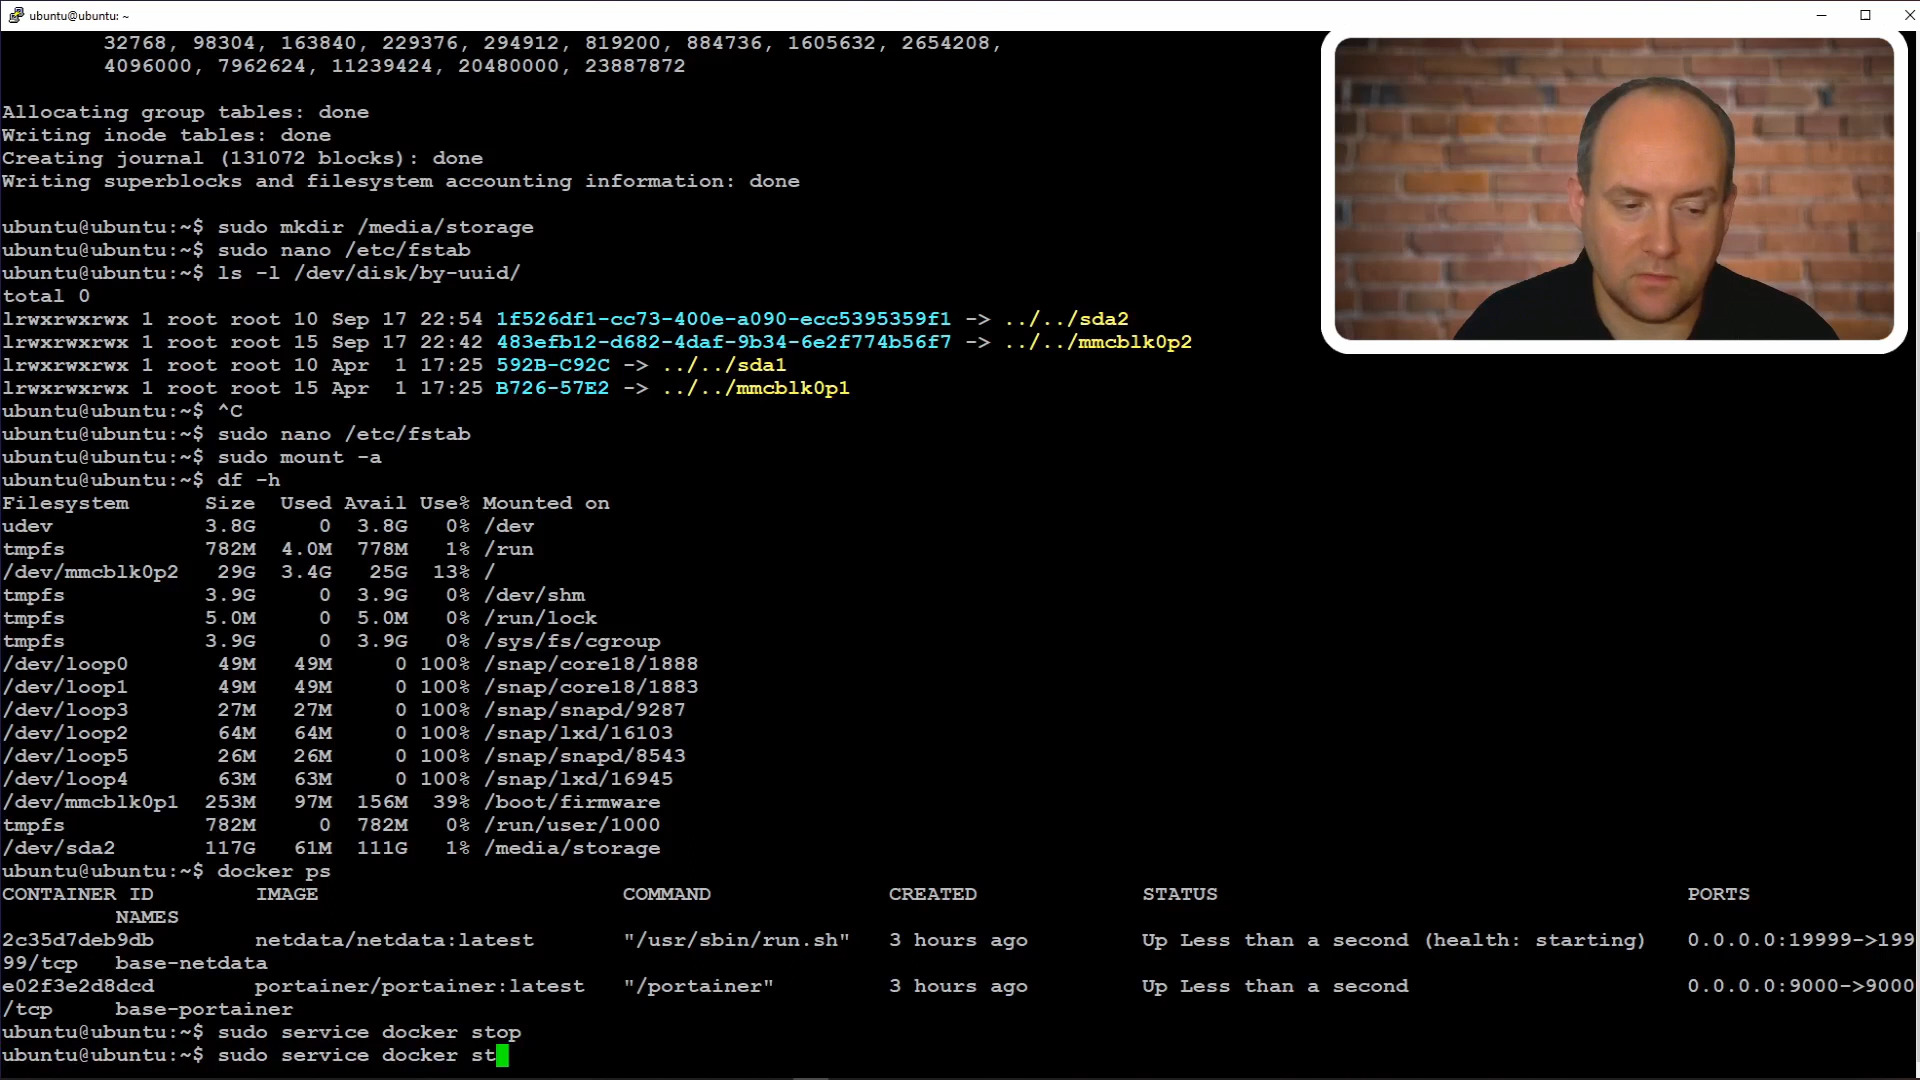 ubuntu@ubuntu: ~
32768, 98304, 163840, 229376, 294912, 819200, 884736, 1605632, 2654208,
4096000, 7962624, 11239424, 20480000, 23887872
Allocating group tables: done
Writing inode tables: done
Creating journal (131072 blocks): done
Writing superblocks and filesystem accounting information: done
ubuntu@ubuntu:~$ sudo mkdir /media/storage
ubuntu@ubuntu:~$ sudo nano /etc/fstab
ubuntu@ubuntu:~$ ls -l /dev/disk/by-uuid/
total 0
lrwxrwxrwx 1 root root 10 Sep 17 22:54 1f526df1-cc73-400e-a090-ecc5395359f1 -> ../../sda2
lrwxrwxrwx 1 root root 15 Sep 17 22:42 483efb12-d682-4daf-9b34-6e2f774b56f7 -> ../../mmcblk0p2
lrwxrwxrwx 1 root root 10 Apr  1 17:25 592B-C92C -> ../../sda1
lrwxrwxrwx 1 root root 15 Apr  1 17:25 B726-57E2 -> ../../mmcblk0p1
ubuntu@ubuntu:~$ ^C
ubuntu@ubuntu:~$ sudo nano /etc/fstab
ubuntu@ubuntu:~$ sudo mount -a
ubuntu@ubuntu:~$ df -h
Filesystem      Size  Used Avail Use% Mounted on
udev            3.8G     0  3.8G   0% /dev
tmpfs           782M  4.0M  778M   1% /run
/dev/mmcblk0p2   29G  3.4G   25G  13% /
tmpfs           3.9G     0  3.9G   0% /dev/shm
tmpfs           5.0M     0  5.0M   0% /run/lock
tmpfs           3.9G     0  3.9G   0% /sys/fs/cgroup
/dev/loop0       49M   49M     0 100% /snap/core18/1888
/dev/loop1       49M   49M     0 100% /snap/core18/1883
/dev/loop3       27M   27M     0 100% /snap/snapd/9287
/dev/loop2       64M   64M     0 100% /snap/lxd/16103
/dev/loop5       26M   26M     0 100% /snap/snapd/8543
/dev/loop4       63M   63M     0 100% /snap/lxd/16945
/dev/mmcblk0p1  253M   97M  156M  39% /boot/firmware
tmpfs           782M     0  782M   0% /run/user/1000
/dev/sda2       117G   61M  111G   1% /media/storage
ubuntu@ubuntu:~$ docker ps
CONTAINER ID        IMAGE                        COMMAND              CREATED             STATUS                                     PORTS
NAMES
2c35d7deb9db        netdata/netdata:latest       "/usr/sbin/run.sh"   3 hours ago         Up Less than a second (health: starting)   0.0.0.0:19999->199
99/tcp   base-netdata
e02f3e2d8dcd        portainer/portainer:latest   "/portainer"         3 hours ago         Up Less than a second                      0.0.0.0:9000->9000
/tcp     base-portainer
ubuntu@ubuntu:~$ sudo service docker stop
ubuntu@ubuntu:~$ sudo service docker st